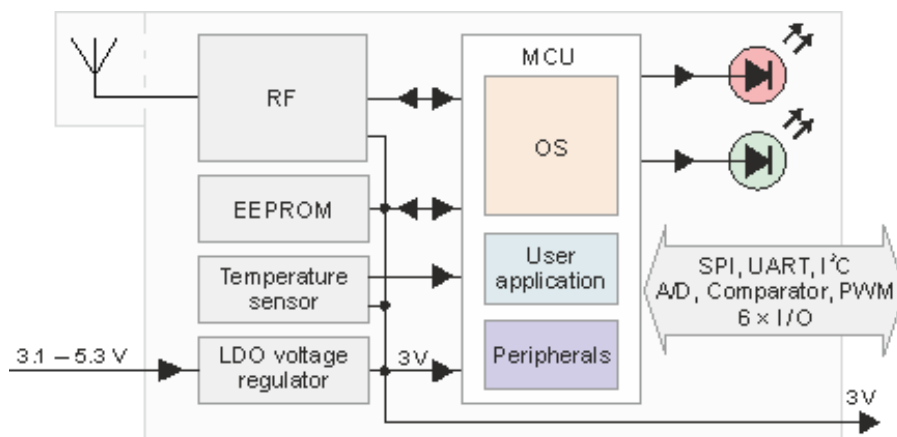 RF
MCU
OS
EEPROM
Temperature
sensor
User
application
SPI, UART, I²C
A/D, Comparator, PWM
6 × I/O
3.1 – 5.3 V
LDO voltage
regulator
3V
Peripherals
3V